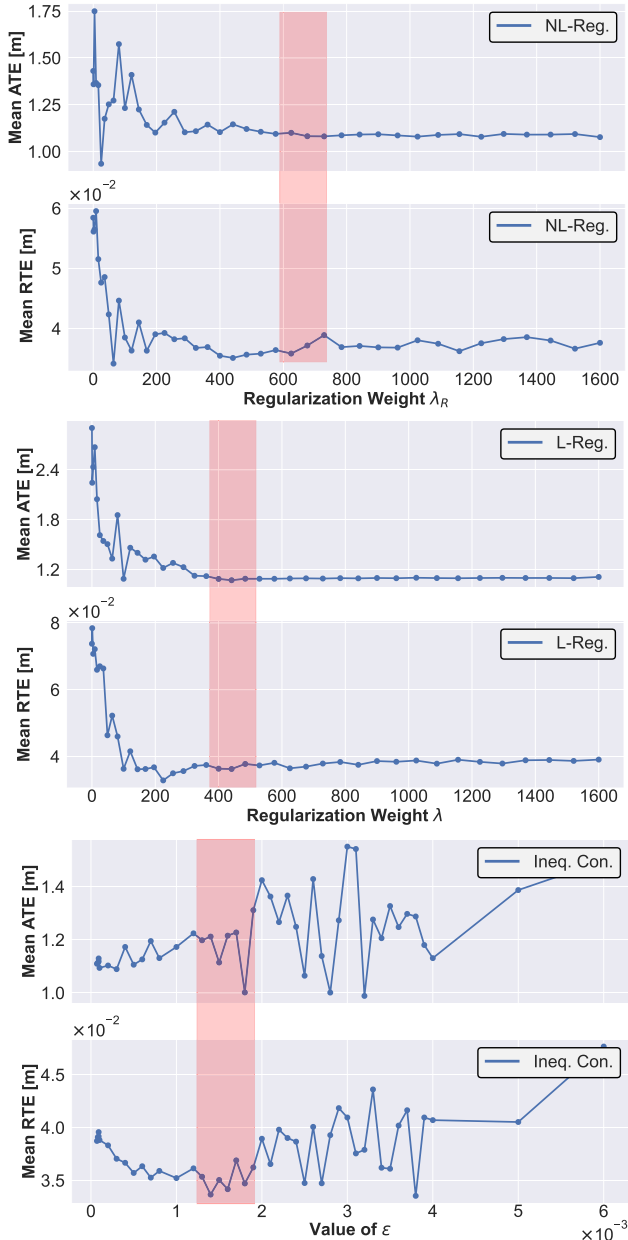 1.75
1.50
1.25
1.00
Mean ATE [m]
NL-Reg.
×10⁻²
6
5
4
Mean RTE [m]
NL-Reg.
0 200 400 600 800 1000 1200 1400 1600
Regularization Weight λ_R
2.4
1.8
1.2
Mean ATE [m]
L-Reg.
×10⁻²
8
6
4
Mean RTE [m]
L-Reg.
0 200 400 600 800 1000 1200 1400 1600
Regularization Weight λ
1.4
1.2
1.0
Mean ATE [m]
Ineq. Con.
×10⁻²
4.5
4.0
3.5
Mean RTE [m]
Ineq. Con.
0 1 2 3 4 5 6
Value of ε
×10⁻³